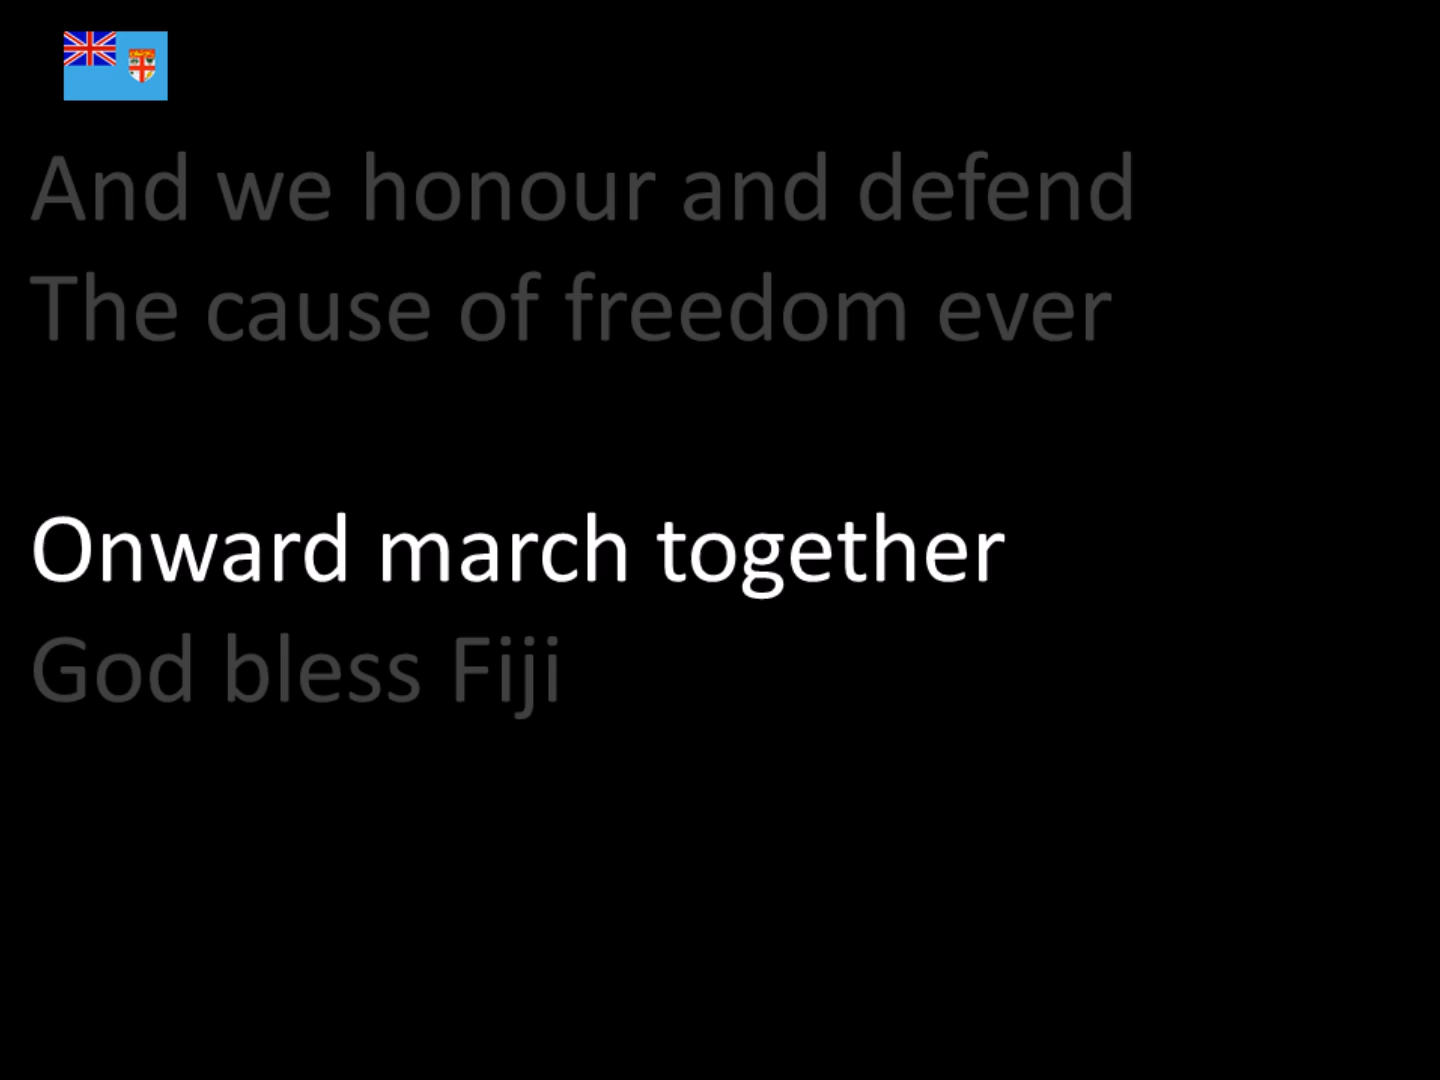 And we honour and defend
The cause of freedom ever
Onward march together
God bless Fiji